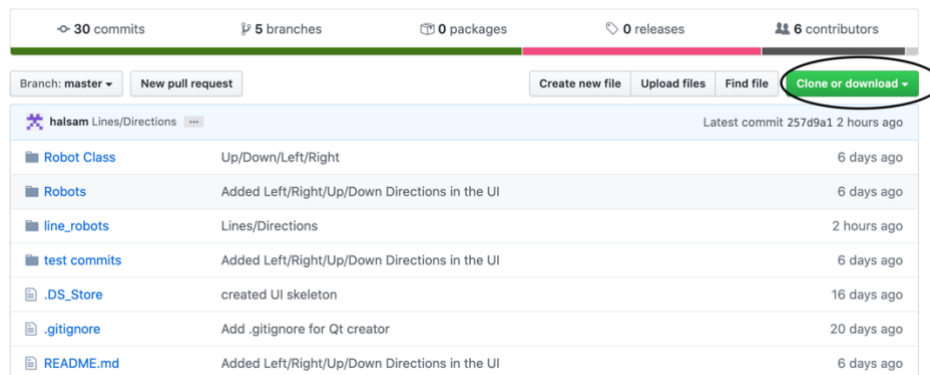 30 commits 5 branches 0 packages 0 releases 6 contributors
Branch: master New pull request Create new file Upload files Find file Clone or download
halsam Lines/Directions ... Latest commit 257d9a1 2 hours ago
Robot Class Up/Down/Left/Right 6 days ago
Robots Added Left/Right/Up/Down Directions in the UI 6 days ago
line_robots Lines/Directions 2 hours ago
test commits Added Left/Right/Up/Down Directions in the UI 6 days ago
.DS_Store created UI skeleton 16 days ago
.gitignore Add .gitignore for Qt creator 20 days ago
README.md Added Left/Right/Up/Down Directions in the UI 6 days ago